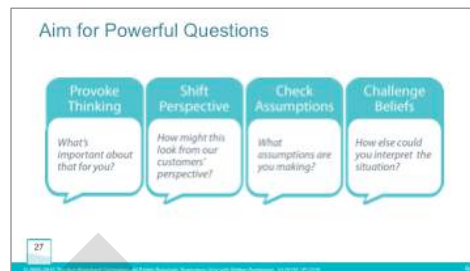 Aim for Powerful Questions
Provoke
Thinking
What's
important about
that for you?
Shift
Perspective
How might this
look from our
customers'
perspective?
Check
Assumptions
What
assumptions are
you making?
Challenge
Beliefs
How else could
you interpret the
situation?
27